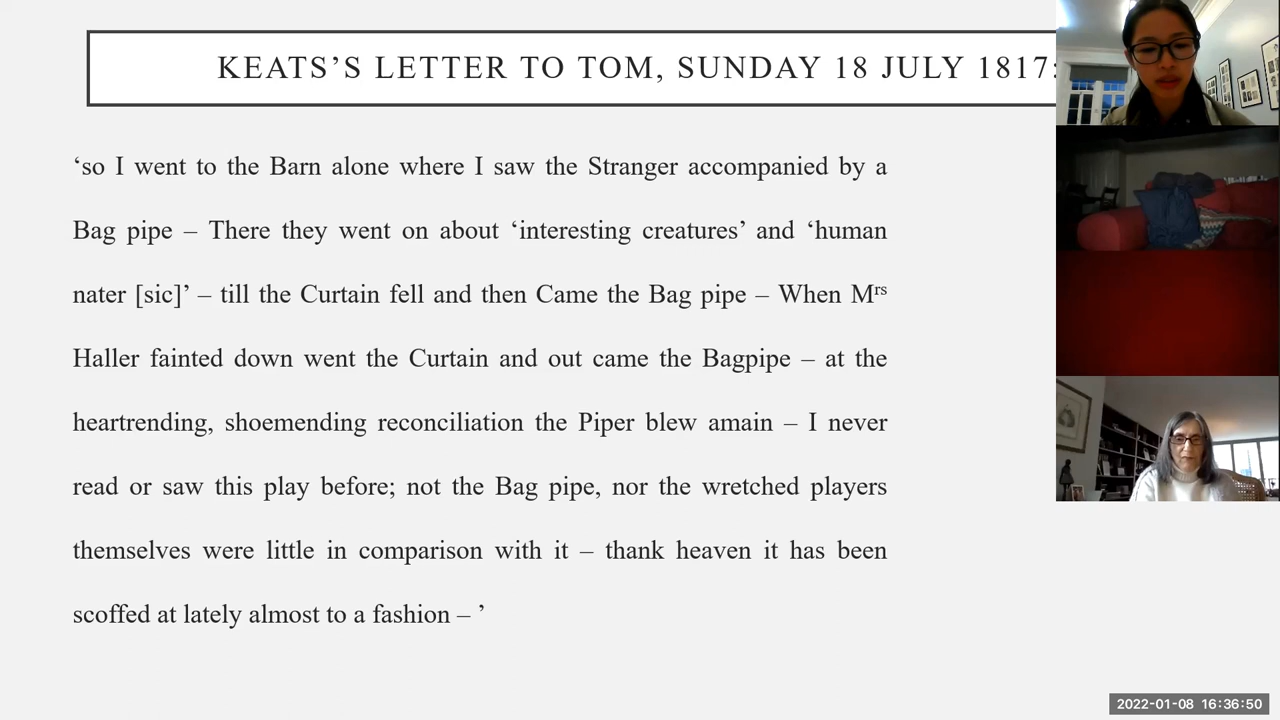 KEATS'S LETTER TO TOM, SUNDAY 18 JULY 1817:
‘so I went to the Barn alone where I saw the Stranger accompanied by a
Bag pipe – There they went on about ‘interesting creatures’ and ‘human
nater [sic]’ – till the Curtain fell and then Came the Bag pipe – When Mrs
Haller fainted down went the Curtain and out came the Bagpipe – at the
heartrending, shoemending reconciliation the Piper blew amain – I never
read or saw this play before; not the Bag pipe, nor the wretched players
themselves were little in comparison with it – thank heaven it has been
scoffed at lately almost to a fashion – ’
2022-01-08 16:36:50